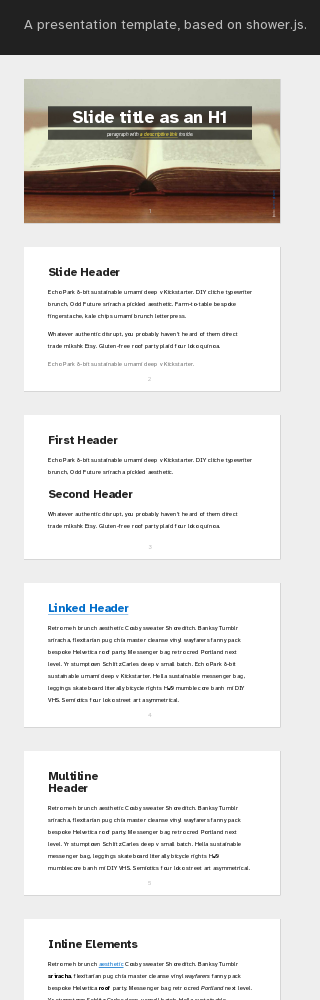 A presentation template, based on shower.js.
Slide title as an H1
paragraph with a descriptive link inside
1
Slide Header
Echo Park 8-bit sustainable umami deep v Kickstarter. DIY cliche typewriter
brunch. Odd Future sriracha pickled aesthetic. Farm-to-table bespoke
fingerstache, kale chips umami brunch letterpress.
Whatever authentic disrupt, you probably haven't heard of them direct
trade mlkshk Etsy. Gluten-free roof party plaid four loko quinoa.
Echo Park 8-bit sustainable umami deep v Kickstarter.
2
First Header
Echo Park 8-bit sustainable umami deep v Kickstarter. DIY cliche typewriter
brunch. Odd Future sriracha pickled aesthetic.
Second Header
Whatever authentic disrupt, you probably haven't heard of them direct
trade mlkshk Etsy. Gluten-free roof party plaid four loko quinoa.
3
Linked Header
Retro meh brunch aesthetic Cosby sweater Shoreditch. Banksy Tumblr
sriracha, flexitarian pug chia master cleanse vinyl wayfarers fanny pack
bespoke Helvetica roof party. Messenger bag retro cred Portland next
level. Yr stumptown Schlitz Carles deep v small batch. Echo Park 8-bit
sustainable umami deep v Kickstarter. Hella sustainable messenger bag,
leggings skateboard literally bicycle rights H₂O mumblecore banh mi DIY
VHS. Semiotics four loko street art asymmetrical.
4
Multiline
Header
Retro meh brunch aesthetic Cosby sweater Shoreditch. Banksy Tumblr
sriracha, flexitarian pug chia master cleanse vinyl wayfarers fanny pack
bespoke Helvetica roof party. Messenger bag retro cred Portland next
level. Yr stumptown Schlitz Carles deep v small batch. Hella sustainable
messenger bag, leggings skateboard literally bicycle rights H₂O
mumblecore banh mi DIY VHS. Semiotics four loko street art asymmetrical.
5
Inline Elements
Retro meh brunch aesthetic Cosby sweater Shoreditch. Banksy Tumblr
sriracha, flexitarian pug chia master cleanse vinyl wayfarers fanny pack
bespoke Helvetica roof party. Messenger bag retro cred Portland next level.